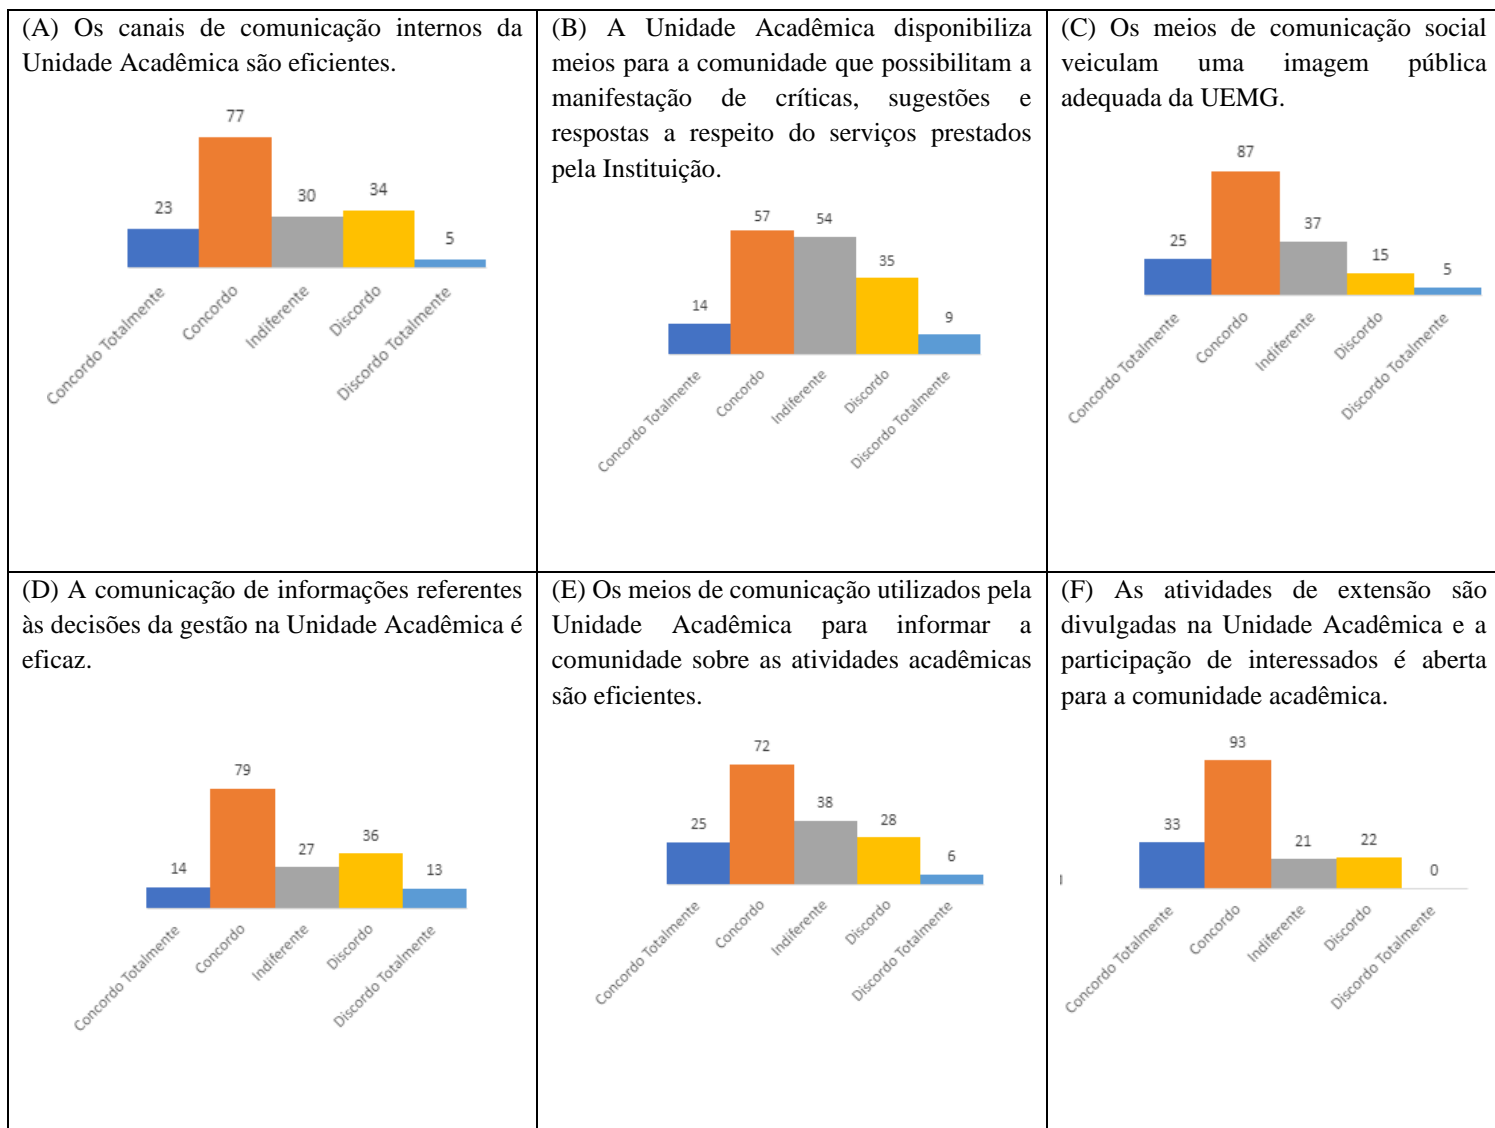 (A) Os canais de comunicação internos da
Unidade Acadêmica são eficientes.
77
23
30
34
5
Concordo Totalmente
Concordo
Indiferente
Discordo
Discordo Totalmente
(B) A Unidade Acadêmica disponibiliza
meios para a comunidade que possibilitam a
manifestação de críticas, sugestões e
respostas a respeito do serviços prestados
pela Instituição.
57
54
35
14
9
Concordo Totalmente
Concordo
Indiferente
Discordo
Discordo Totalmente
(C) Os meios de comunicação social
veiculam uma imagem pública
adequada da UEMG.
87
25
37
15
5
Concordo Totalmente
Concordo
Indiferente
Discordo
Discordo Totalmente
(D) A comunicação de informações referentes
às decisões da gestão na Unidade Acadêmica é
eficaz.
79
14
27
36
13
Concordo Totalmente
Concordo
Indiferente
Discordo
Discordo Totalmente
(E) Os meios de comunicação utilizados pela
Unidade Acadêmica para informar a
comunidade sobre as atividades acadêmicas
são eficientes.
72
25
38
28
6
Concordo Totalmente
Concordo
Indiferente
Discordo
Discordo Totalmente
(F) As atividades de extensão são
divulgadas na Unidade Acadêmica e a
participação de interessados é aberta
para a comunidade acadêmica.
93
33
21
22
0
Concordo Totalmente
Concordo
Indiferente
Discordo
Discordo Totalmente